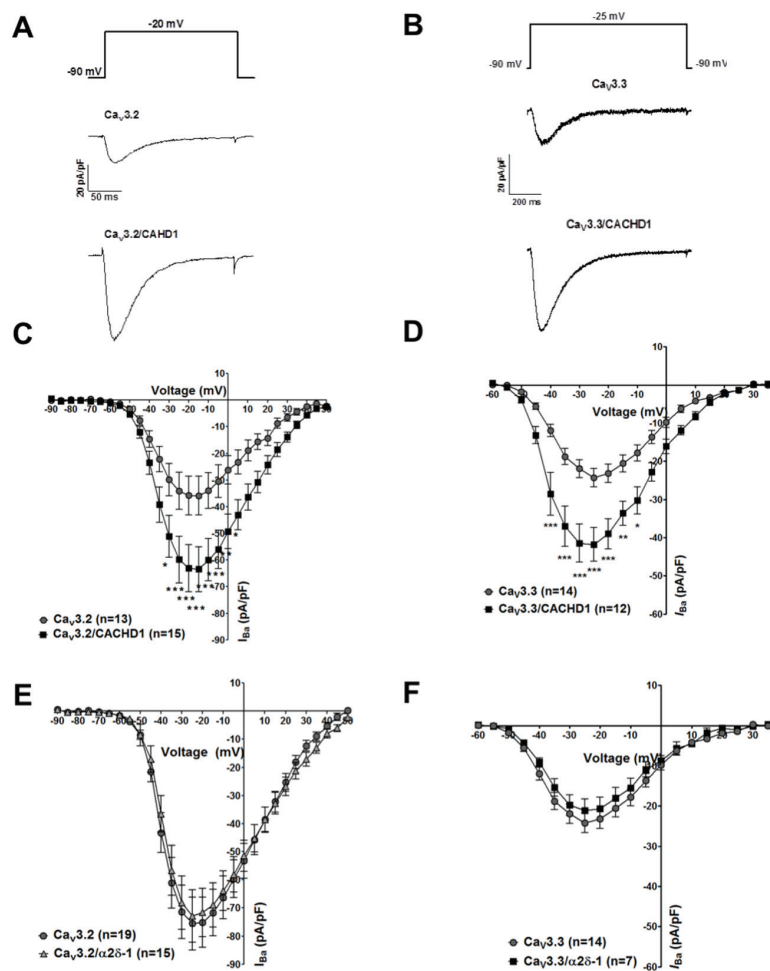 A
-20 mV
-90 mV
CaV3.2
20 pA/pF
50 ms
CaV3.2/CAHD1
B
-25 mV
-90 mV
-90 mV
CaV3.3
20 pA/pF
200 ms
CaV3.3/CACHD1
C
Voltage (mV)
-90 -80 -70 -60 -50 -40 -30 -20 -10 10 20 30 40 50
10
-10
-20
-30
-40
-50
-60
-70
-80
-90
IBa (pA/pF)
* *** *** *** *** *** ** *
CaV3.2 (n=13)
CaV3.2/CACHD1 (n=15)
D
Voltage (mV)
-60 -50 -40 -30 -20 -10 10 20 30
10
0
-10
-20
-30
-40
-50
-60
IBa (pA/pF)
*** *** *** *** *** ** *
CaV3.3 (n=14)
CaV3.3/CACHD1 (n=12)
E
Voltage (mV)
-90 -80 -70 -60 -50 -40 -30 -20 -10 10 20 30 40 50
10
-10
-20
-30
-40
-50
-60
-70
-80
-90
IBa (pA/pF)
CaV3.2 (n=19)
CaV3.2/α2δ-1 (n=15)
F
Voltage (mV)
-60 -50 -40 -30 -20 -10 10 20 30
10
0
-10
-20
-30
-40
-50
-60
IBa (pA/pF)
CaV3.3 (n=14)
CaV3.3/α2δ-1 (n=7)